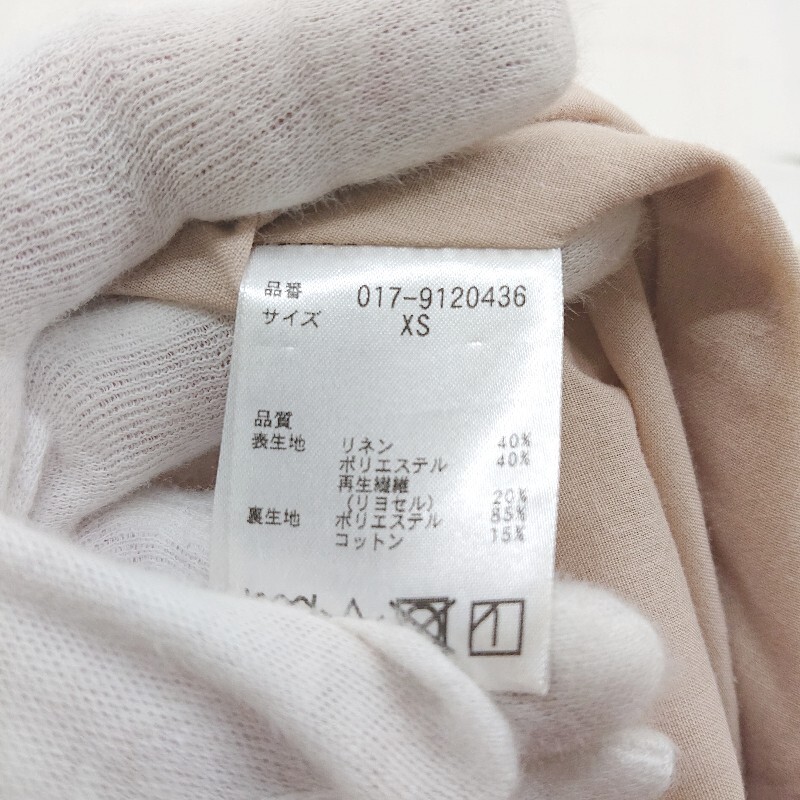 品番 017-9120436
サイズ XS
品質
表生地 リネン 40%
ポリエステル 40%
再生繊維
(リヨセル) 20%
裏生地 ポリエステル 85%
コットン 15%